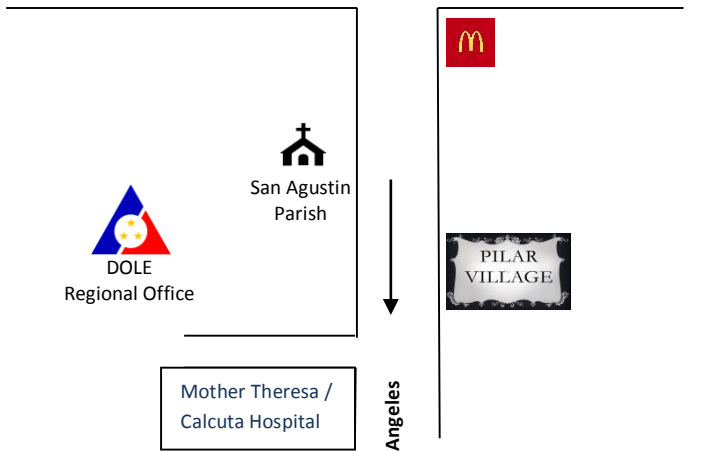 San Agustin
Parish
DOLE
Regional Office
PILAR
VILLAGE
Mother Theresa /
Calcuta Hospital
Angeles